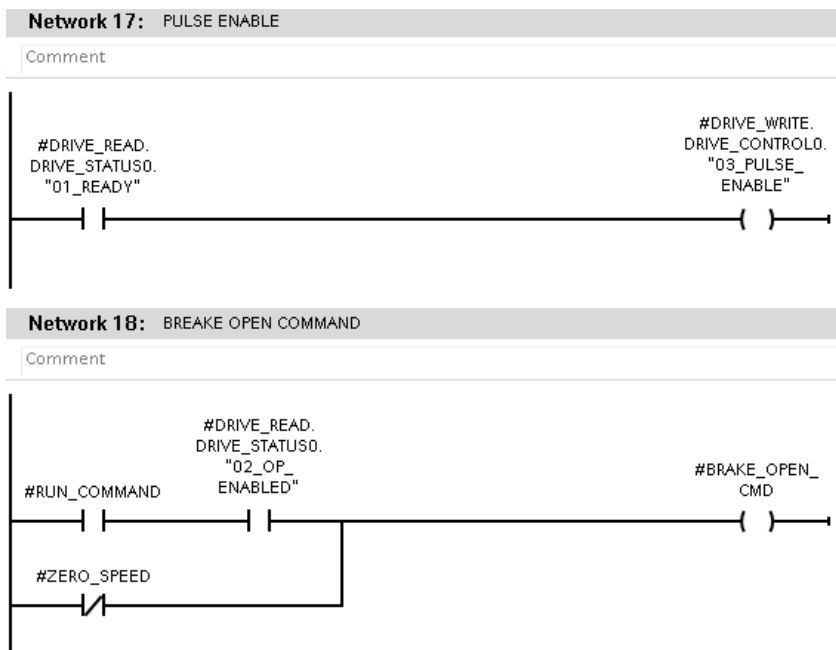 Network 17: PULSE ENABLE
Comment
#DRIVE_READ.
DRIVE_STATUS0.
"01_READY"
#DRIVE_WRITE.
DRIVE_CONTROL0.
"03_PULSE_
ENABLE"
Network 18: BREAKE OPEN COMMAND
Comment
#RUN_COMMAND
#DRIVE_READ.
DRIVE_STATUS0.
"02_OP_
ENABLED"
#BRAKE_OPEN_
CMD
#ZERO_SPEED